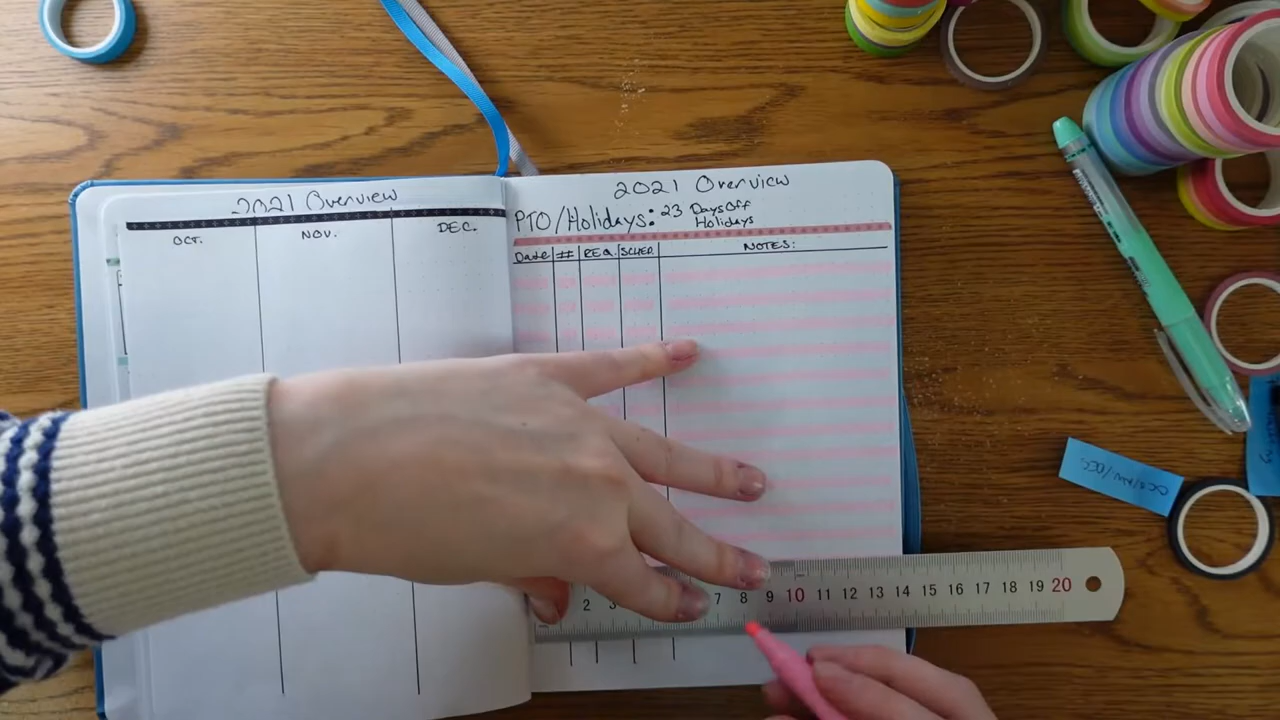 2021 Overview
OCT. NOV. DEC.
2021 Overview
PTO/Holidays: 23 Days Off
Holidays
Date # REQ. SCHED. NOTES:
2 3 7 8 9 10 11 12 13 14 15 16 17 18 19 20